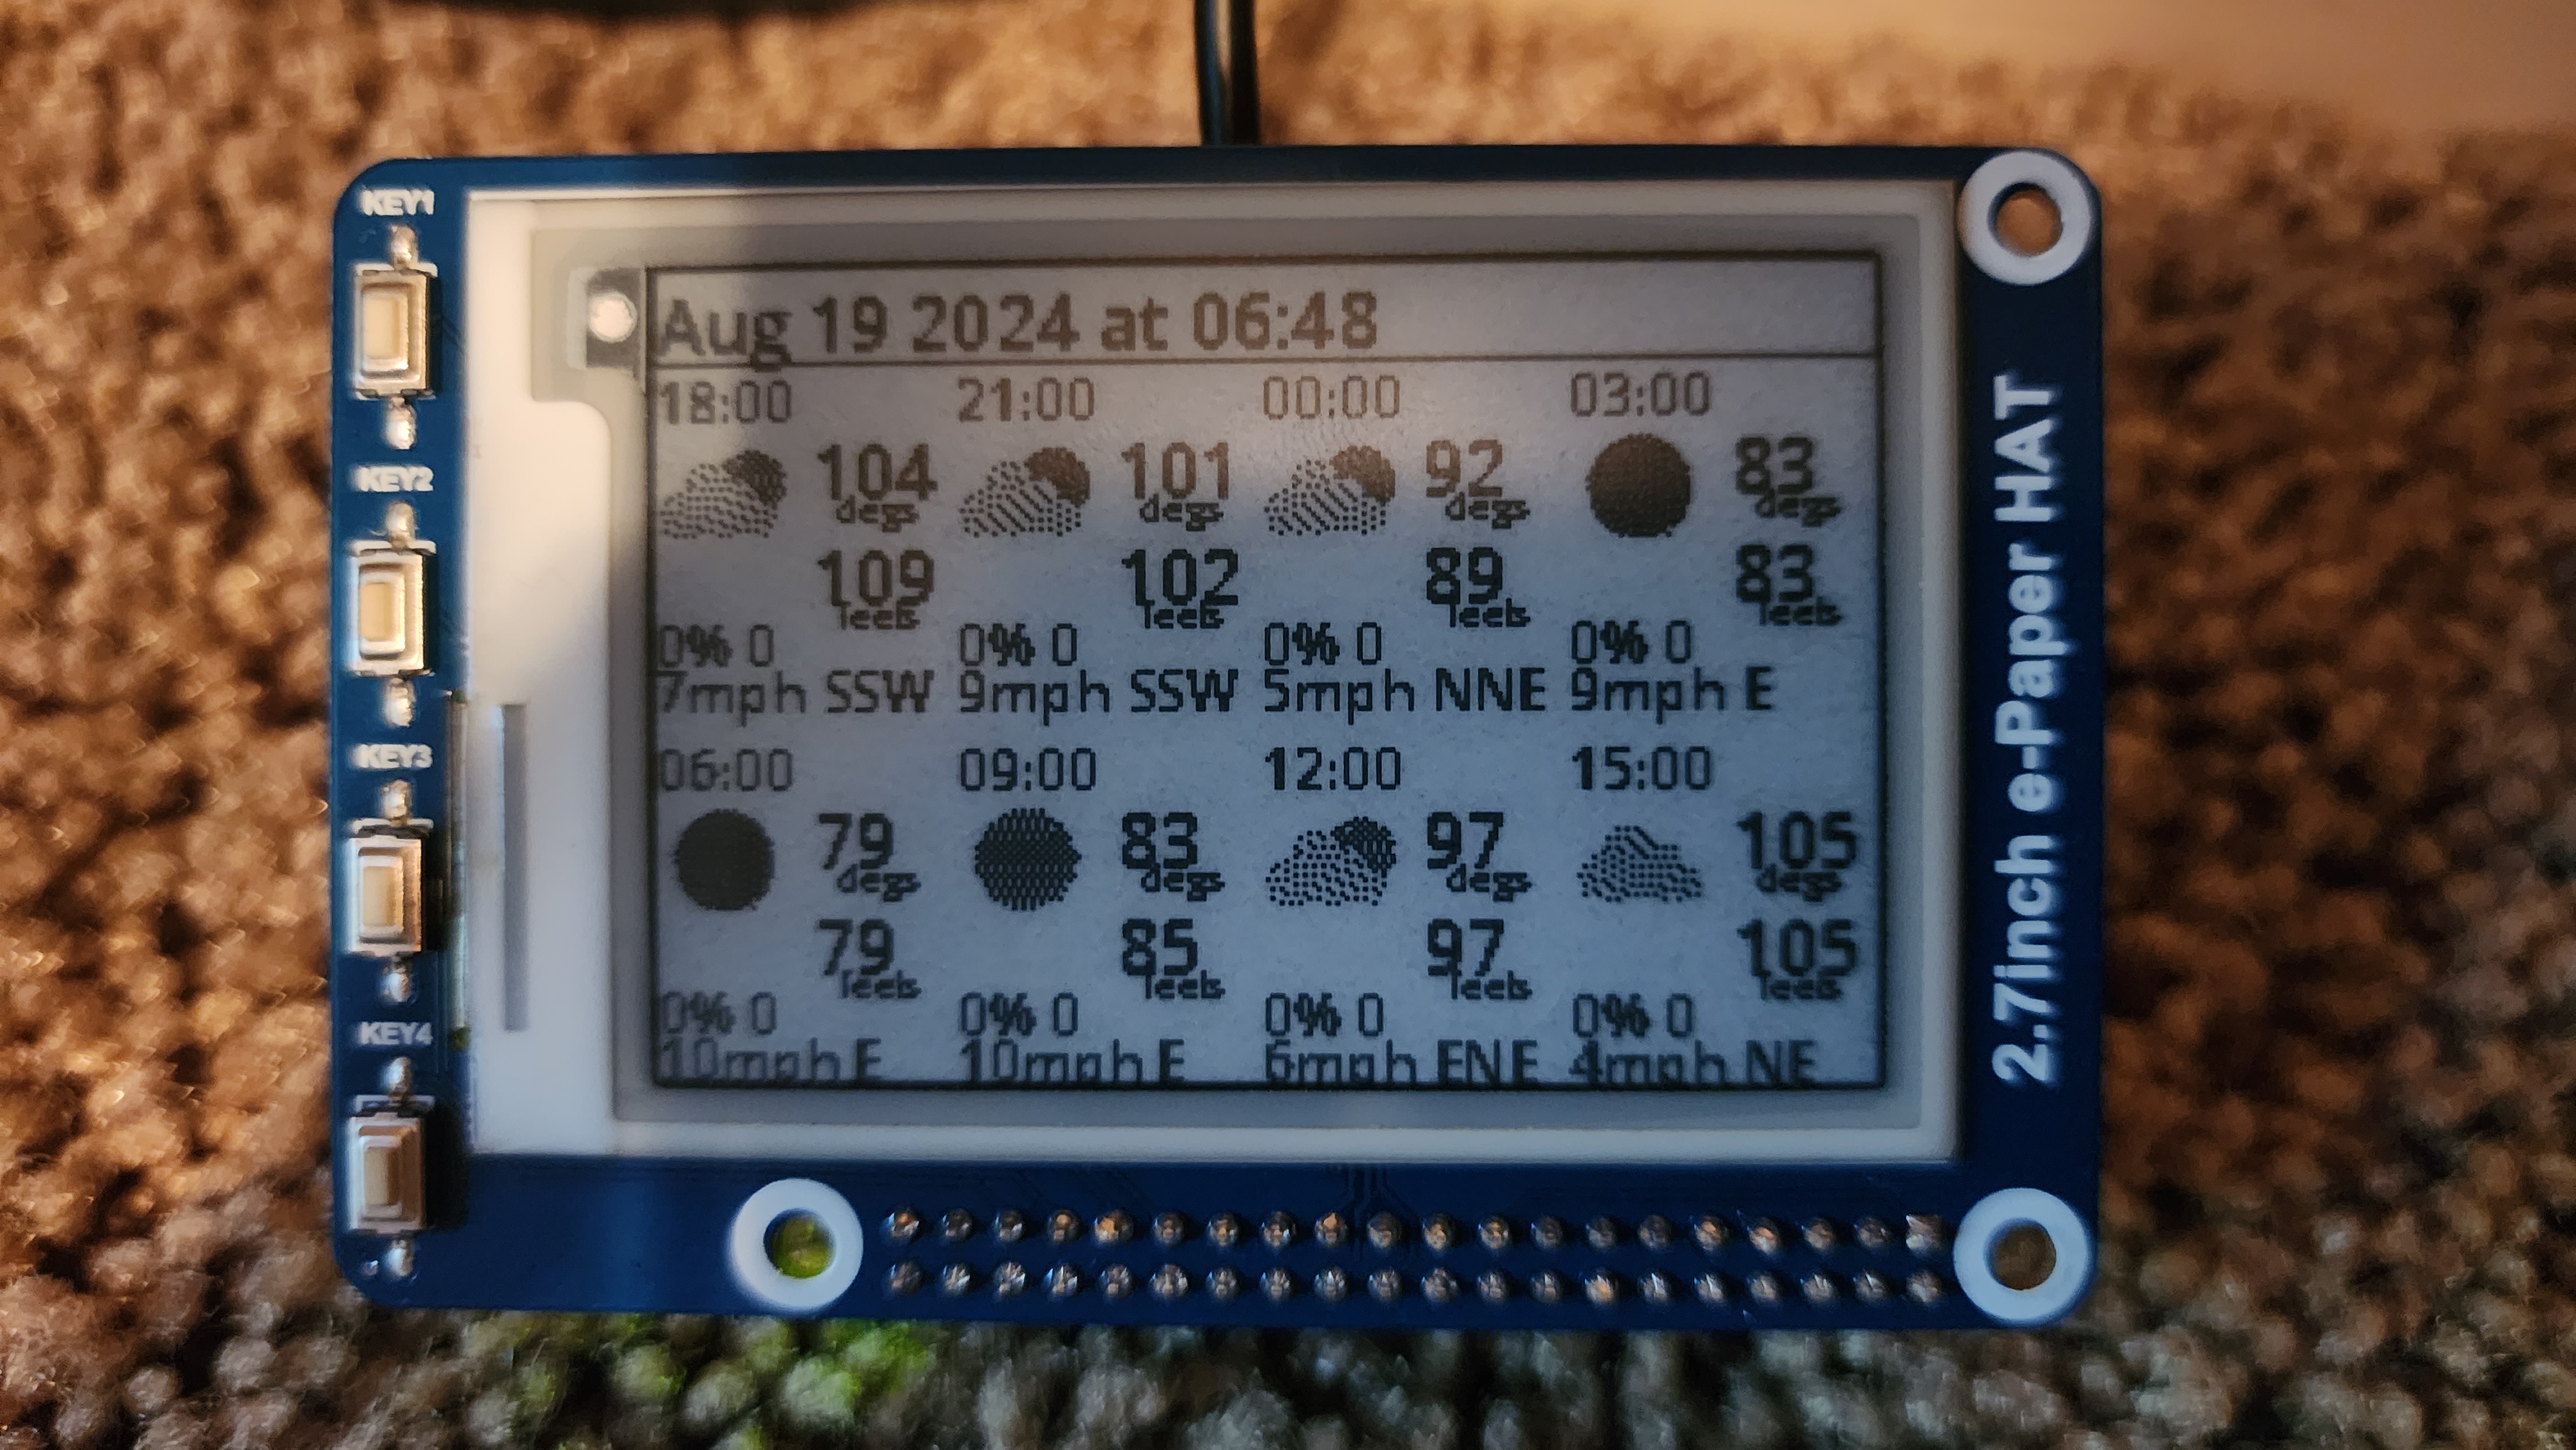 KEY1
KEY2
KEY3
KEY4
Aug 19 2024 at 06:48
18:00 21:00 00:00 03:00
104 101 92 83
degs degs degs degs
109 102 89 83
feels feels feels feels
0% 0 0% 0 0% 0 0% 0
7mph SSW 9mph SSW 5mph NNE 9mph E
06:00 09:00 12:00 15:00
79 83 97 105
degs degs degs degs
79 85 97 105
feels feels feels feels
0% 0 0% 0 0% 0 0% 0
10mph E 10mph E 6mph ENE 4mph NE
2.7inch e-Paper HAT